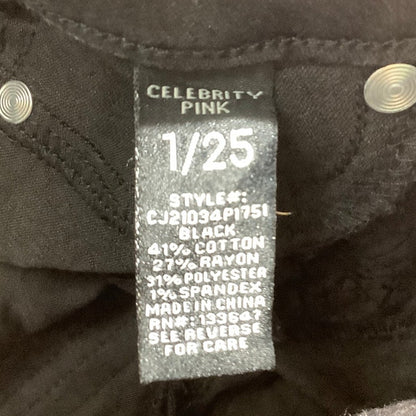 CELEBRITY
PINK
1/25
STYLE#:
CJ21034P1751
BLACK
41% COTTON
27% RAYON
31% POLYESTER
1% SPANDEX
MADE IN CHINA
RN#: 133647
SEE REVERSE
FOR CARE